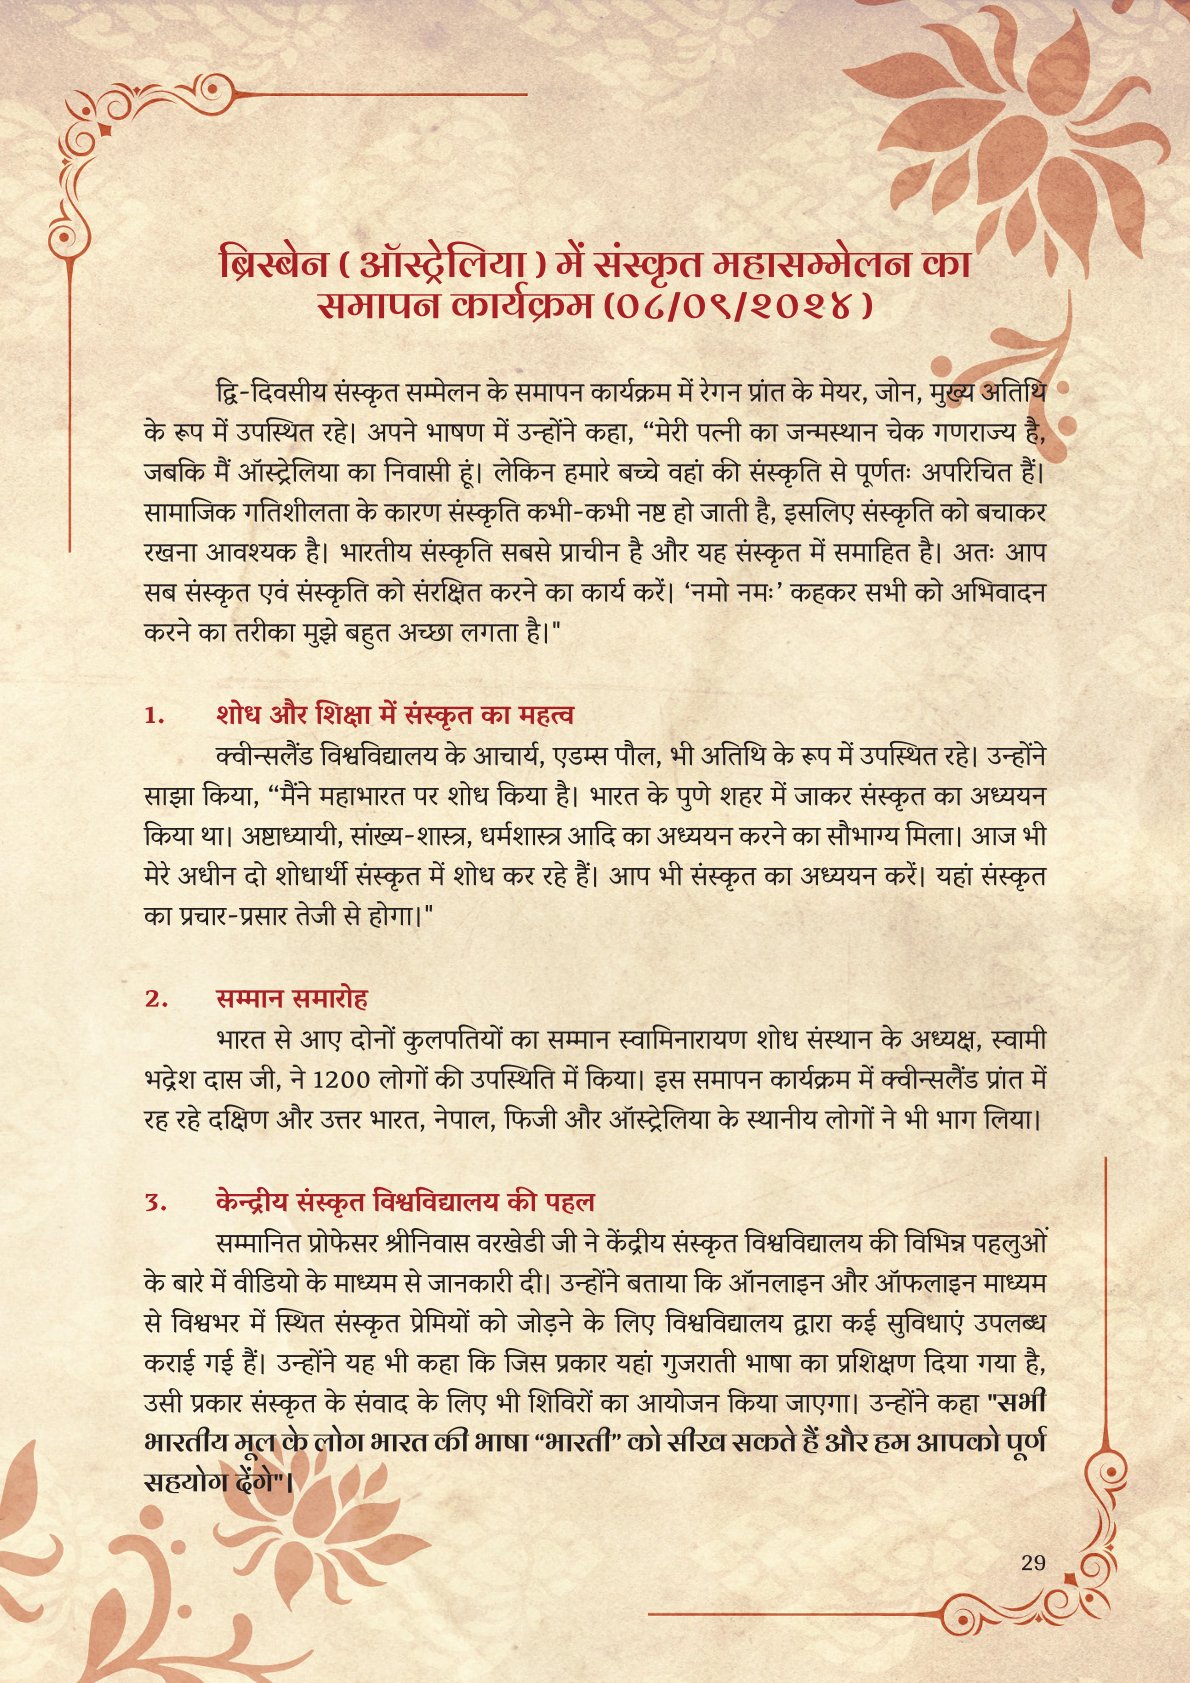 ब्रिस्बेन ( ऑस्ट्रेलिया ) में संस्कृत महासम्मेलन का
समापन कार्यक्रम (०८/०९/२०२४ )
द्वि-दिवसीय संस्कृत सम्मेलन के समापन कार्यक्रम में रेगन प्रांत के मेयर, जोन, मुख्य अतिथि
के रूप में उपस्थित रहे। अपने भाषण में उन्होंने कहा, “मेरी पत्नी का जन्मस्थान चेक गणराज्य है,
जबकि मैं ऑस्ट्रेलिया का निवासी हूं। लेकिन हमारे बच्चे वहां की संस्कृति से पूर्णतः अपरिचित हैं।
सामाजिक गतिशीलता के कारण संस्कृति कभी-कभी नष्ट हो जाती है, इसलिए संस्कृति को बचाकर
रखना आवश्यक है। भारतीय संस्कृति सबसे प्राचीन है और यह संस्कृत में समाहित है। अतः आप
सब संस्कृत एवं संस्कृति को संरक्षित करने का कार्य करें। ‘नमो नमः’ कहकर सभी को अभिवादन
करने का तरीका मुझे बहुत अच्छा लगता है।"
1. शोध और शिक्षा में संस्कृत का महत्व
क्वीन्सलैंड विश्वविद्यालय के आचार्य, एडम्स पौल, भी अतिथि के रूप में उपस्थित रहे। उन्होंने
साझा किया, “मैंने महाभारत पर शोध किया है। भारत के पुणे शहर में जाकर संस्कृत का अध्ययन
किया था। अष्टाध्यायी, सांख्य-शास्त्र, धर्मशास्त्र आदि का अध्ययन करने का सौभाग्य मिला। आज भी
मेरे अधीन दो शोधार्थी संस्कृत में शोध कर रहे हैं। आप भी संस्कृत का अध्ययन करें। यहां संस्कृत
का प्रचार-प्रसार तेजी से होगा।"
2. सम्मान समारोह
भारत से आए दोनों कुलपतियों का सम्मान स्वामिनारायण शोध संस्थान के अध्यक्ष, स्वामी
भद्रेश दास जी, ने 1200 लोगों की उपस्थिति में किया। इस समापन कार्यक्रम में क्वीन्सलैंड प्रांत में
रह रहे दक्षिण और उत्तर भारत, नेपाल, फिजी और ऑस्ट्रेलिया के स्थानीय लोगों ने भी भाग लिया।
3. केन्द्रीय संस्कृत विश्वविद्यालय की पहल
सम्मानित प्रोफेसर श्रीनिवास वरखेडी जी ने केंद्रीय संस्कृत विश्वविद्यालय की विभिन्न पहलुओं
के बारे में वीडियो के माध्यम से जानकारी दी। उन्होंने बताया कि ऑनलाइन और ऑफलाइन माध्यम
से विश्वभर में स्थित संस्कृत प्रेमियों को जोड़ने के लिए विश्वविद्यालय द्वारा कई सुविधाएं उपलब्ध
कराई गई हैं। उन्होंने यह भी कहा कि जिस प्रकार यहां गुजराती भाषा का प्रशिक्षण दिया गया है,
उसी प्रकार संस्कृत के संवाद के लिए भी शिविरों का आयोजन किया जाएगा। उन्होंने कहा "सभी
भारतीय मूल के लोग भारत की भाषा “भारती” को सीख सकते हैं और हम आपको पूर्ण
सहयोग देंगे"।
29